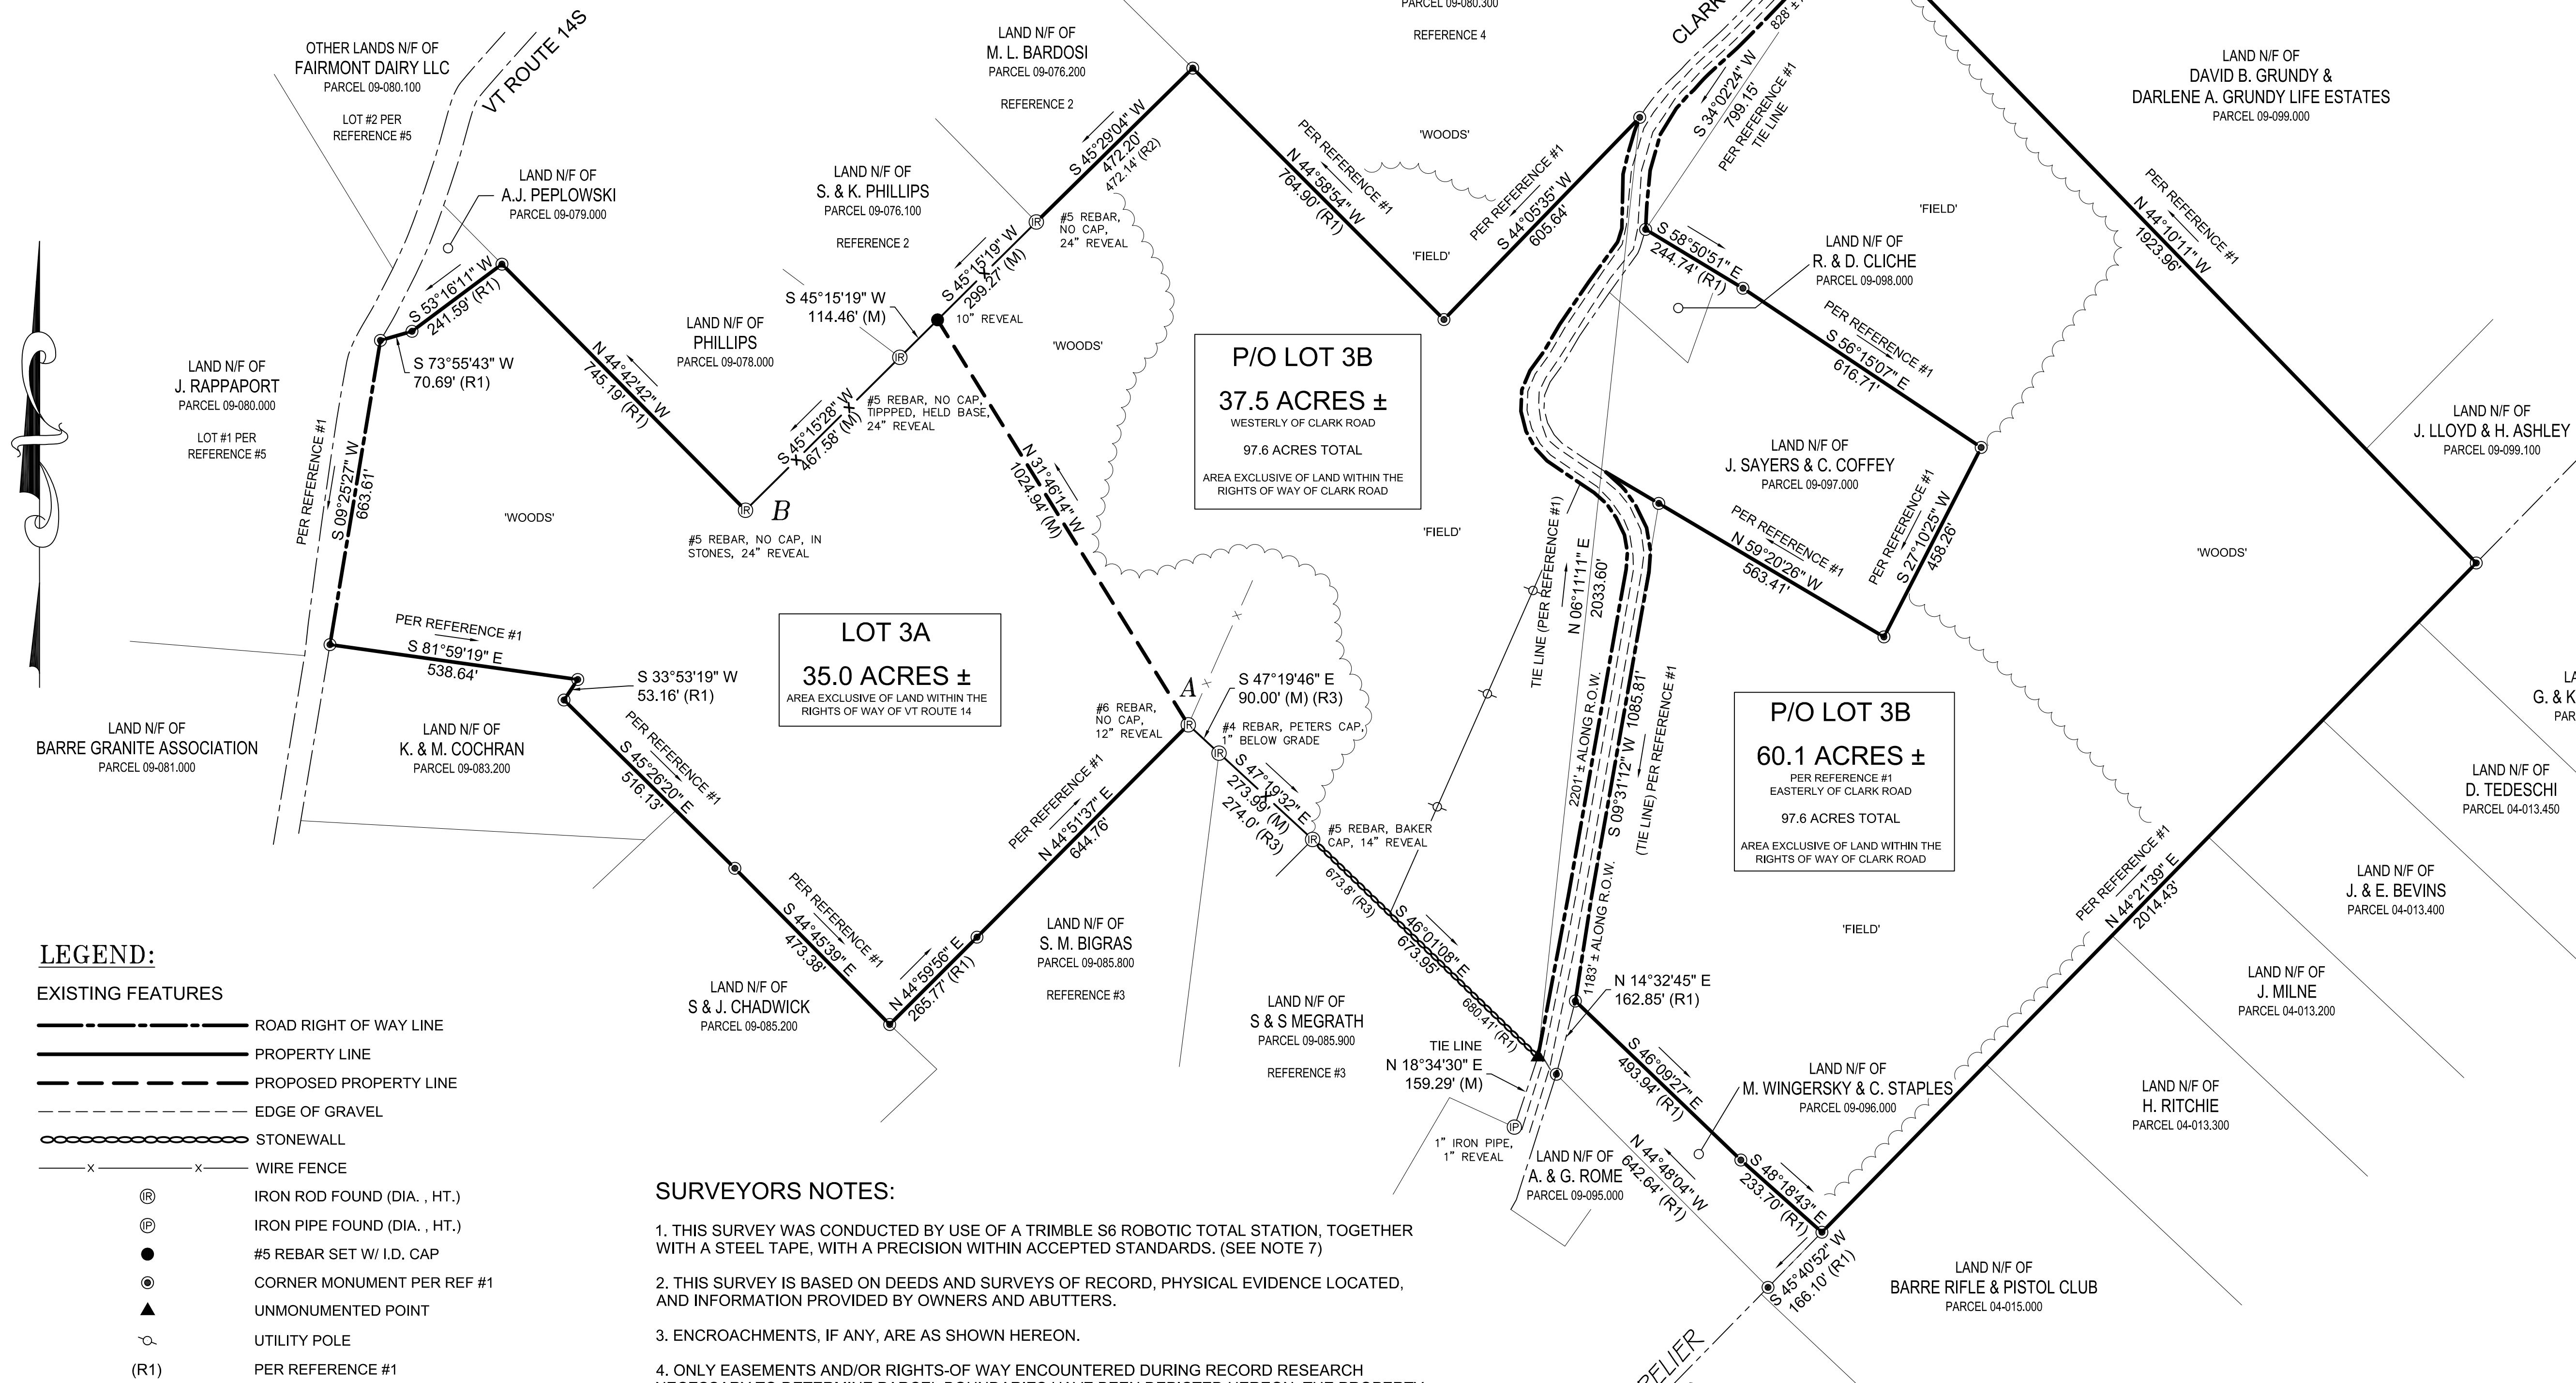 OTHER LANDS N/F OF
FAIRMONT DAIRY LLC
PARCEL 09-080.100
LOT #2 PER
REFERENCE #5
VT ROUTE 14S
LAND N/F OF
A.J. PEPLOWSKI
PARCEL 09-079.000
LAND N/F OF
J. RAPPAPORT
PARCEL 09-080.000
LOT #1 PER
REFERENCE #5
S 53°16'11" W
241.59' (R1)
S 73°55'43" W
70.69' (R1)
PER REFERENCE #1
S 09°25'27" W
663.61'
N 44°42'42" W
745.19' (R1)
LAND N/F OF
PHILLIPS
PARCEL 09-078.000
LAND N/F OF
S. & K. PHILLIPS
PARCEL 09-076.100
REFERENCE 2
LAND N/F OF
M. L. BARDOSI
PARCEL 09-076.200
REFERENCE 2
PARCEL 09-080.300
REFERENCE 4
S 45°29'04" W
472.20'
472.14' (R2)
#5 REBAR,
NO CAP,
24" REVEAL
S 45°15'19" W
299.27' (M)
S 45°15'19" W
114.46' (M)
10" REVEAL
S 45°15'28" W
467.58' (M)
#5 REBAR, NO CAP,
TIPPPED, HELD BASE,
24" REVEAL
B
#5 REBAR, NO CAP, IN
STONES, 24" REVEAL
'WOODS'
'WOODS'
'WOODS'
'FIELD'
PER REFERENCE #1
N 44°58'54" W
764.90' (R1)
PER REFERENCE #1
S 44°05'35" W
605.64'
CLARK
828' ±
S 34°02'24" W
799.15'
PER REFERENCE #1
TIE LINE
LAND N/F OF
DAVID B. GRUNDY &
DARLENE A. GRUNDY LIFE ESTATES
PARCEL 09-099.000
'FIELD'
PER REFERENCE #1
N 44°10'11" W
1923.96'
S 58°50'51" E
244.74' (R1)
LAND N/F OF
R. & D. CLICHE
PARCEL 09-098.000
PER REFERENCE #1
S 56°15'07" E
616.71'
LAND N/F OF
J. LLOYD & H. ASHLEY
PARCEL 09-099.100
P/O LOT 3B
37.5 ACRES ±
WESTERLY OF CLARK ROAD
97.6 ACRES TOTAL
AREA EXCLUSIVE OF LAND WITHIN THE
RIGHTS OF WAY OF CLARK ROAD
LAND N/F OF
J. SAYERS & C. COFFEY
PARCEL 09-097.000
PER REFERENCE #1
S 27°10'25" W
458.26'
PER REFERENCE #1
N 59°20'26" W
563.41'
'WOODS'
'FIELD'
N 31°46'14" W
1024.94' (M)
TIE LINE (PER REFERENCE #1)
N 06°11'11" E
2033.60'
PER REFERENCE #1
S 81°59'19" E
538.64'
S 33°53'19" W
53.16' (R1)
LOT 3A
35.0 ACRES ±
AREA EXCLUSIVE OF LAND WITHIN THE
RIGHTS OF WAY OF VT ROUTE 14
A
#6 REBAR,
NO CAP,
12" REVEAL
S 47°19'46" E
90.00' (M) (R3)
#4 REBAR, PETERS CAP,
1" BELOW GRADE
S 47°19'32" E
273.99' (M)
274.0' (R3)
#5 REBAR, BAKER
CAP, 14" REVEAL
2201' ± ALONG R.O.W.
S 09°31'12" W 1085.81'
(TIE LINE) PER REFERENCE #1
1183' ± ALONG R.O.W.
P/O LOT 3B
60.1 ACRES ±
PER REFERENCE #1
EASTERLY OF CLARK ROAD
97.6 ACRES TOTAL
AREA EXCLUSIVE OF LAND WITHIN THE
RIGHTS OF WAY OF CLARK ROAD
G. & K
PAR
LAND N/F OF
D. TEDESCHI
PARCEL 04-013.450
LAND N/F OF
J. & E. BEVINS
PARCEL 04-013.400
LAND N/F OF
J. MILNE
PARCEL 04-013.200
LAND N/F OF
H. RITCHIE
PARCEL 04-013.300
PER REFERENCE #1
N 44°21'39" E
2014.43'
'FIELD'
LAND N/F OF
BARRE GRANITE ASSOCIATION
PARCEL 09-081.000
LAND N/F OF
K. & M. COCHRAN
PARCEL 09-083.200
PER REFERENCE #1
S 45°26'20" E
516.13'
PER REFERENCE #1
S 44°45'39" E
473.38'
LAND N/F OF
S & J. CHADWICK
PARCEL 09-085.200
N 44°59'56" E
265.77' (R1)
PER REFERENCE #1
N 44°51'37" E
644.76'
LAND N/F OF
S. M. BIGRAS
PARCEL 09-085.800
REFERENCE #3
673.8' (R3)
S 46°01'08" E
673.95'
680.41' (R1)
LAND N/F OF
S & S MEGRATH
PARCEL 09-085.900
REFERENCE #3
TIE LINE
N 18°34'30" E
159.29' (M)
1" IRON PIPE,
1" REVEAL
N 14°32'45" E
162.85' (R1)
S 46°09'27" E
493.94' (R1)
LAND N/F OF
M. WINGERSKY & C. STAPLES
PARCEL 09-096.000
LAND N/F OF
A. & G. ROME
PARCEL 09-095.000
N 44°48'04" W
642.64' (R1)
S 48°18'43" E
233.70' (R1)
S 45°40'52" W
166.10' (R1)
LAND N/F OF
BARRE RIFLE & PISTOL CLUB
PARCEL 04-015.000
PELIER
LEGEND:
EXISTING FEATURES
ROAD RIGHT OF WAY LINE
PROPERTY LINE
PROPOSED PROPERTY LINE
EDGE OF GRAVEL
STONEWALL
WIRE FENCE
IR IRON ROD FOUND (DIA. , HT.)
IP IRON PIPE FOUND (DIA. , HT.)
#5 REBAR SET W/ I.D. CAP
CORNER MONUMENT PER REF #1
UNMONUMENTED POINT
UTILITY POLE
(R1) PER REFERENCE #1
SURVEYORS NOTES:
1. THIS SURVEY WAS CONDUCTED BY USE OF A TRIMBLE S6 ROBOTIC TOTAL STATION, TOGETHER
WITH A STEEL TAPE, WITH A PRECISION WITHIN ACCEPTED STANDARDS. (SEE NOTE 7)
2. THIS SURVEY IS BASED ON DEEDS AND SURVEYS OF RECORD, PHYSICAL EVIDENCE LOCATED,
AND INFORMATION PROVIDED BY OWNERS AND ABUTTERS.
3. ENCROACHMENTS, IF ANY, ARE AS SHOWN HEREON.
4. ONLY EASEMENTS AND/OR RIGHTS-OF WAY ENCOUNTERED DURING RECORD RESEARCH